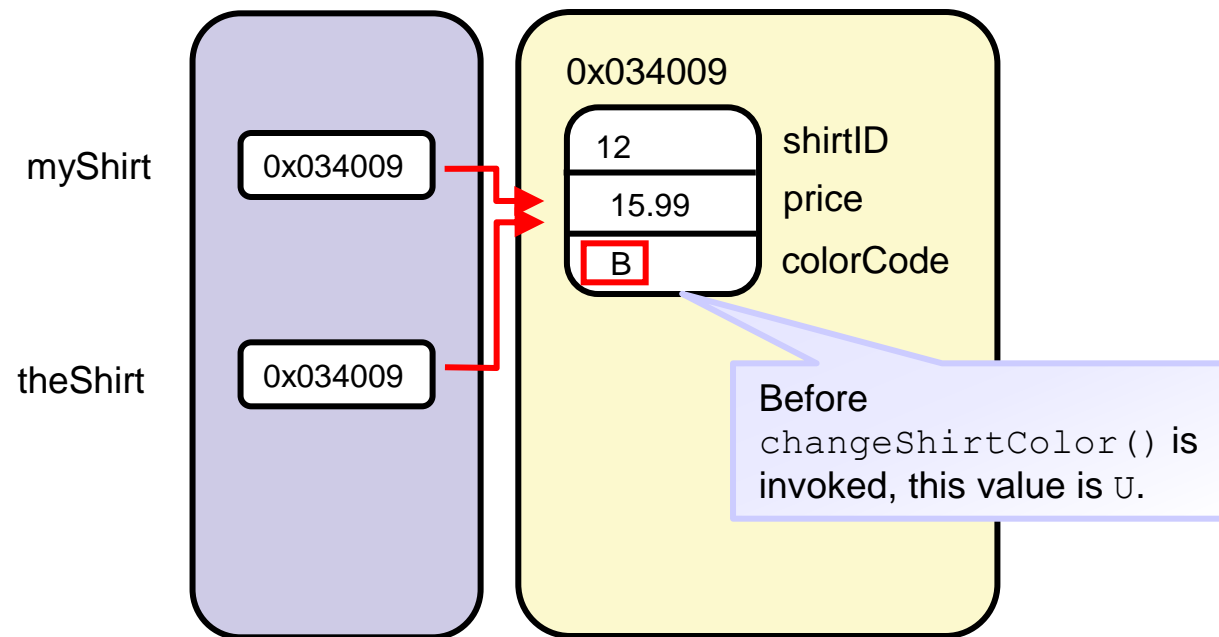 0x034009
myShirt
0x034009
12
shirtID
15.99
price
B
colorCode
theShirt
0x034009
Before
changeShirtColor() is
invoked, this value is U.